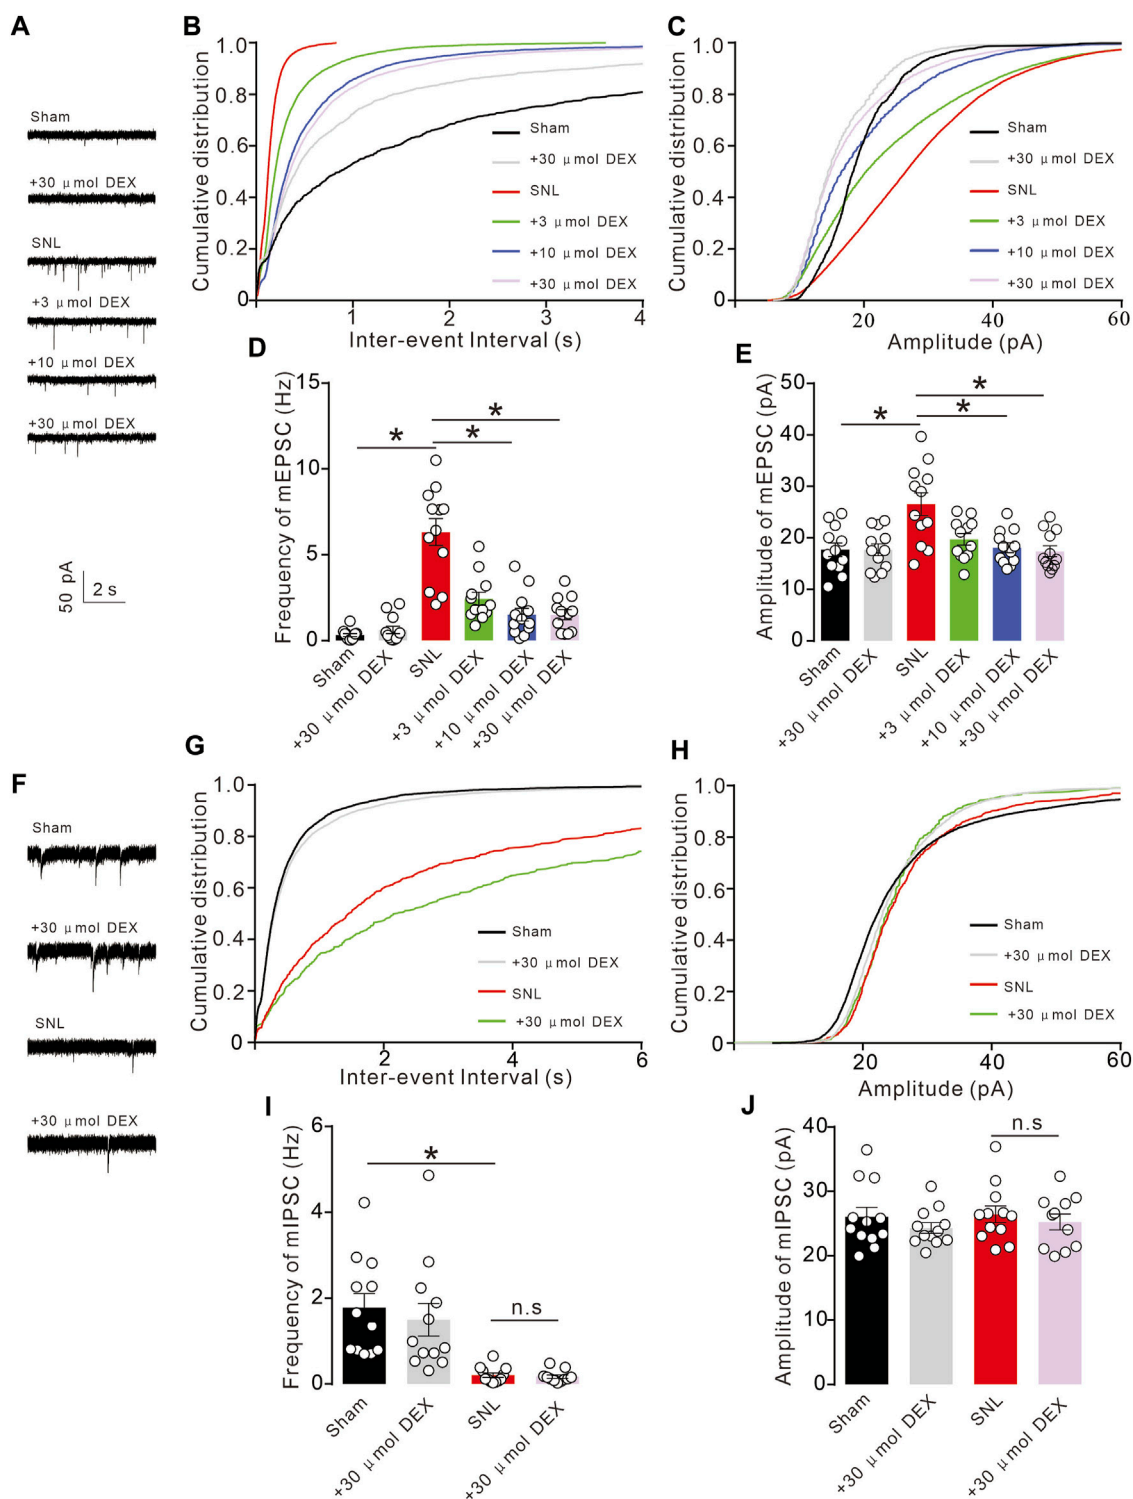 A
Sham
+30 μmol DEX
SNL
+3 μmol DEX
+10 μmol DEX
+30 μmol DEX
50 pA
2 s
B
Cumulative distribution
1.0
0.8
0.6
0.4
0.2
0
1
2
3
4
Inter-event Interval (s)
Sham
+30 μmol DEX
SNL
+3 μmol DEX
+10 μmol DEX
+30 μmol DEX
C
Cumulative distribution
1.0
0.8
0.6
0.4
0.2
0
20
40
60
Amplitude (pA)
Sham
+30 μmol DEX
SNL
+3 μmol DEX
+10 μmol DEX
+30 μmol DEX
D
Frequency of mEPSC (Hz)
15
10
5
0
*
*
*
Sham
+30 μmol DEX
SNL
+3 μmol DEX
+10 μmol DEX
+30 μmol DEX
E
Amplitude of mEPSC (pA)
50
40
30
20
10
0
*
*
*
Sham
+30 μmol DEX
SNL
+3 μmol DEX
+10 μmol DEX
+30 μmol DEX
F
Sham
+30 μmol DEX
SNL
+30 μmol DEX
G
Cumulative distribution
1.0
0.8
0.6
0.4
0.2
0
2
4
6
Inter-event Interval (s)
Sham
+30 μmol DEX
SNL
+30 μmol DEX
H
Cumulative distribution
1.0
0.8
0.6
0.4
0.2
0
20
40
60
Amplitude (pA)
Sham
+30 μmol DEX
SNL
+30 μmol DEX
I
Frequency of mIPSC (Hz)
6
4
2
0
*
n.s
Sham
+30 μmol DEX
SNL
+30 μmol DEX
J
Amplitude of mIPSC (pA)
40
30
20
10
0
n.s
Sham
+30 μmol DEX
SNL
+30 μmol DEX